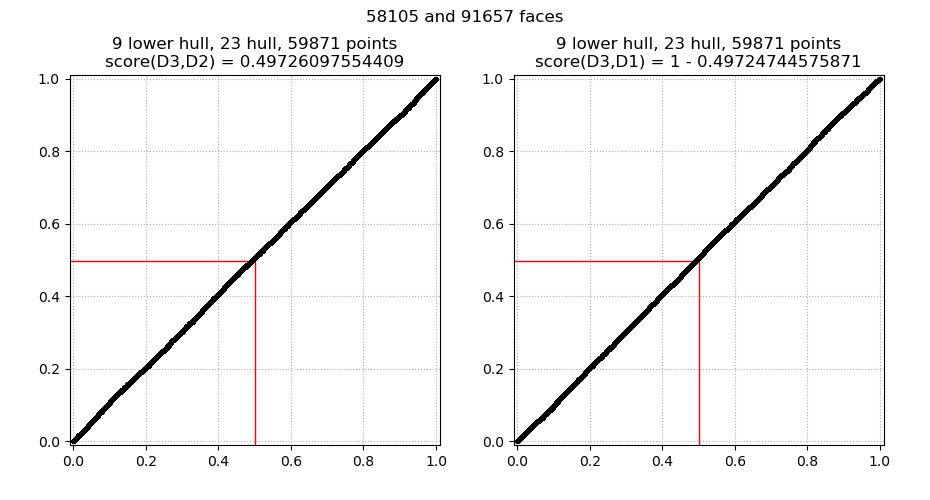 58105 and 91657 faces
9 lower hull, 23 hull, 59871 points
score(D3,D2) = 0.49726097554409
1.0
0.8
0.6
0.4
0.2
0.0
0.0 0.2 0.4 0.6 0.8 1.0
9 lower hull, 23 hull, 59871 points
score(D3,D1) = 1 - 0.49724744575871
1.0
0.8
0.6
0.4
0.2
0.0
0.0 0.2 0.4 0.6 0.8 1.0